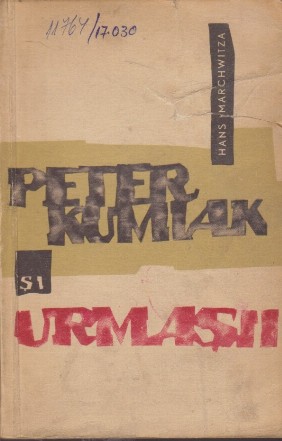 11764/17.030
HANS MARCHWITZA
PETER
KUMIAK
ȘI
URMAȘII